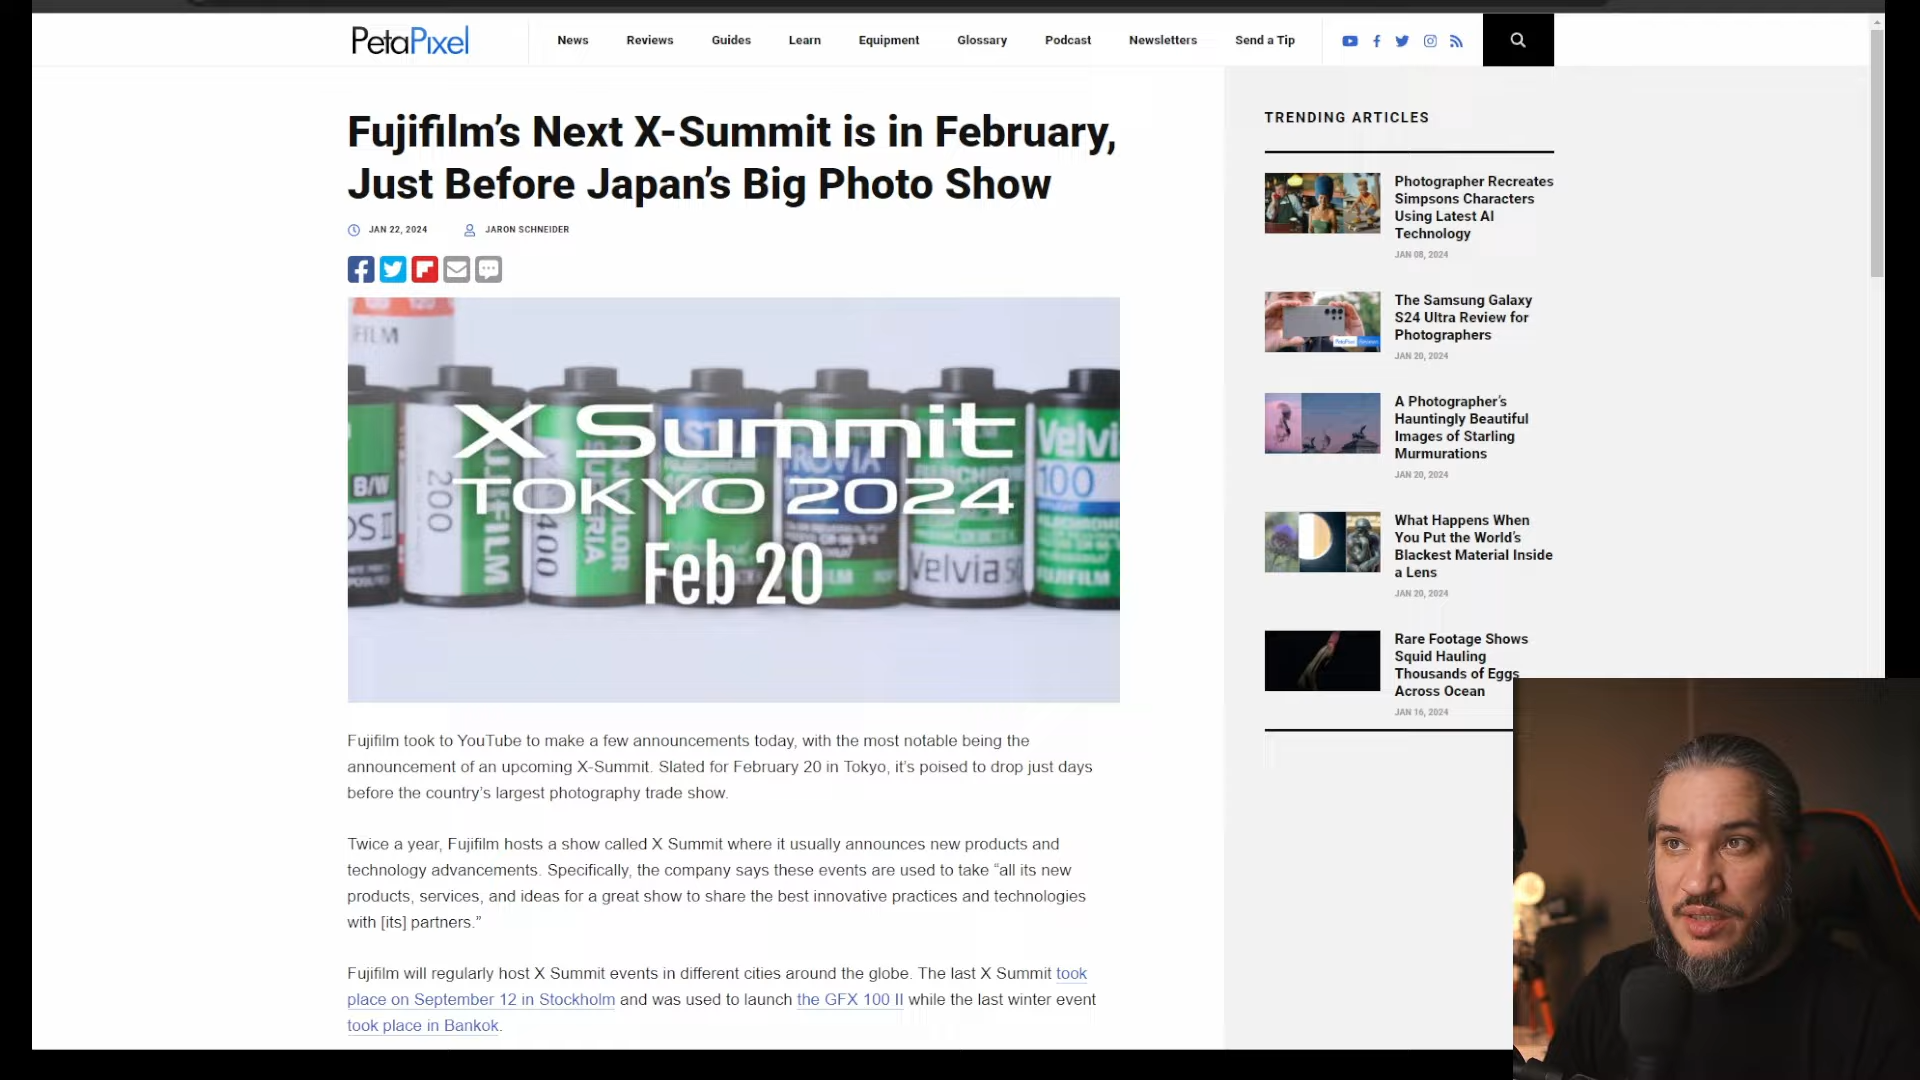 PetaPixel
News Reviews Guides Learn Equipment Glossary Podcast Newsletters Send a Tip
Fujifilm’s Next X-Summit is in February,
Just Before Japan’s Big Photo Show
JAN 22, 2024 JARON SCHNEIDER
FILM
X Summit
TOKYO 2024
Feb 20
B/W
200
FUJIFILM
400
SUPERIA
Velvia 50
Velvi
100
FUJIFILM
Fujifilm took to YouTube to make a few announcements today, with the most notable being the
announcement of an upcoming X-Summit. Slated for February 20 in Tokyo, it’s poised to drop just days
before the country’s largest photography trade show.
Twice a year, Fujifilm hosts a show called X Summit where it usually announces new products and
technology advancements. Specifically, the company says these events are used to take “all its new
products, services, and ideas for a great show to share the best innovative practices and technologies
with [its] partners.”
Fujifilm will regularly host X Summit events in different cities around the globe. The last X Summit took
place on September 12 in Stockholm and was used to launch the GFX 100 II while the last winter event
took place in Bankok.
TRENDING ARTICLES
Photographer Recreates
Simpsons Characters
Using Latest AI
Technology
JAN 08, 2024
The Samsung Galaxy
S24 Ultra Review for
Photographers
JAN 20, 2024
A Photographer’s
Hauntingly Beautiful
Images of Starling
Murmurations
JAN 20, 2024
What Happens When
You Put the World’s
Blackest Material Inside
a Lens
JAN 20, 2024
Rare Footage Shows
Squid Hauling
Thousands of Eggs
Across Ocean
JAN 16, 2024